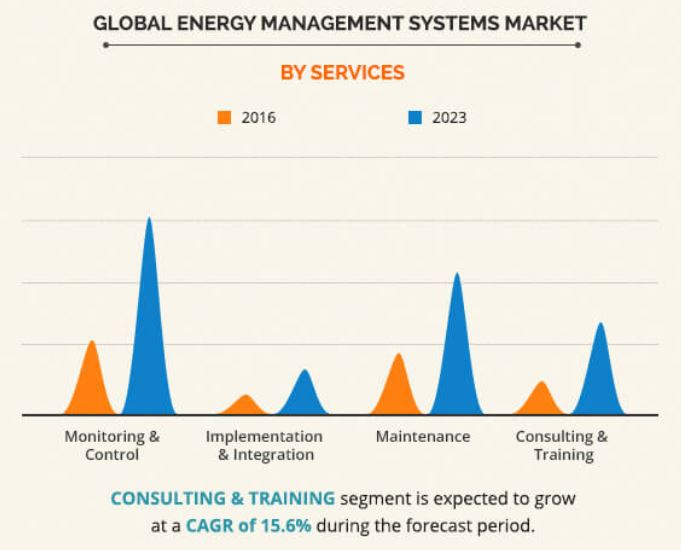 GLOBAL ENERGY MANAGEMENT SYSTEMS MARKET
BY SERVICES
2016 2023
Monitoring & Control
Implementation & Integration
Maintenance
Consulting & Training
CONSULTING & TRAINING segment is expected to grow
at a CAGR of 15.6% during the forecast period.